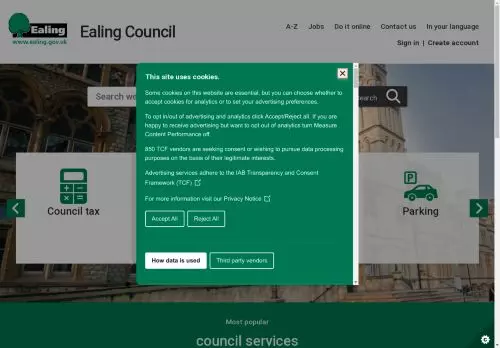 Ealing
www.ealing.gov.uk
Ealing Council
A-Z Jobs Do it online Contact us In your language
Sign in | Create account
Search we
search
This site uses cookies.
Some cookies on this website are essential, but you can choose whether to
accept cookies for analytics or to set your advertising preferences.
To opt in/out of advertising and analytics click Accept/Reject all. If you are
happy to receive advertising but want to opt out of analytics turn Measure
Content Performance off.
850 TCF vendors are seeking consent or wishing to pursue data processing
purposes on the base of their legitimate interests.
Advertising services adhere to the IAB Transparency and Consent
Framework (TCF)
For more information visit our Privacy Notice
Accept All Reject All
How data is used Third party vendors
Council tax
P
Parking
Most popular
council services